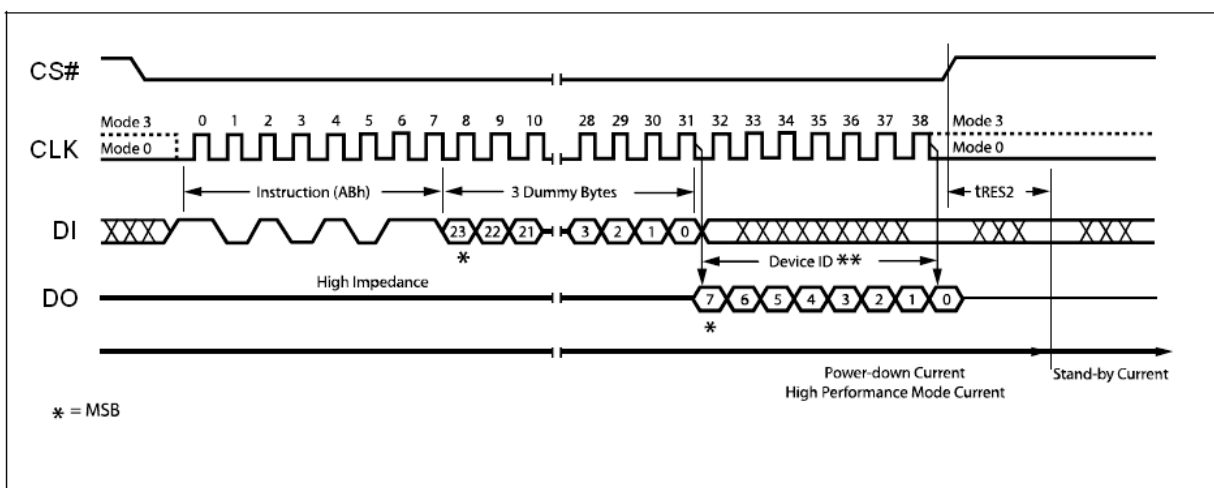 CS#
Mode 3 0 1 2 3 4 5 6 7 8 9 10 28 29 30 31 32 33 34 35 36 37 38 Mode 3
CLK Mode 0 Mode 0
Instruction (ABh) 3 Dummy Bytes tRES2
DI 23 22 21 3 2 1 0
* Device ID **
High Impedance
DO 7 6 5 4 3 2 1 0
*
Power-down Current Stand-by Current
High Performance Mode Current
* = MSB